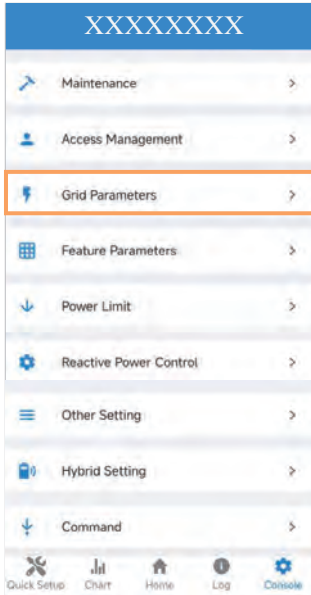 XXXXXXXX
Maintenance
Access Management
Grid Parameters
Feature Parameters
Power Limit
Reactive Power Control
Other Setting
Hybrid Setting
Command
Quick Setup Chart Home Log Console